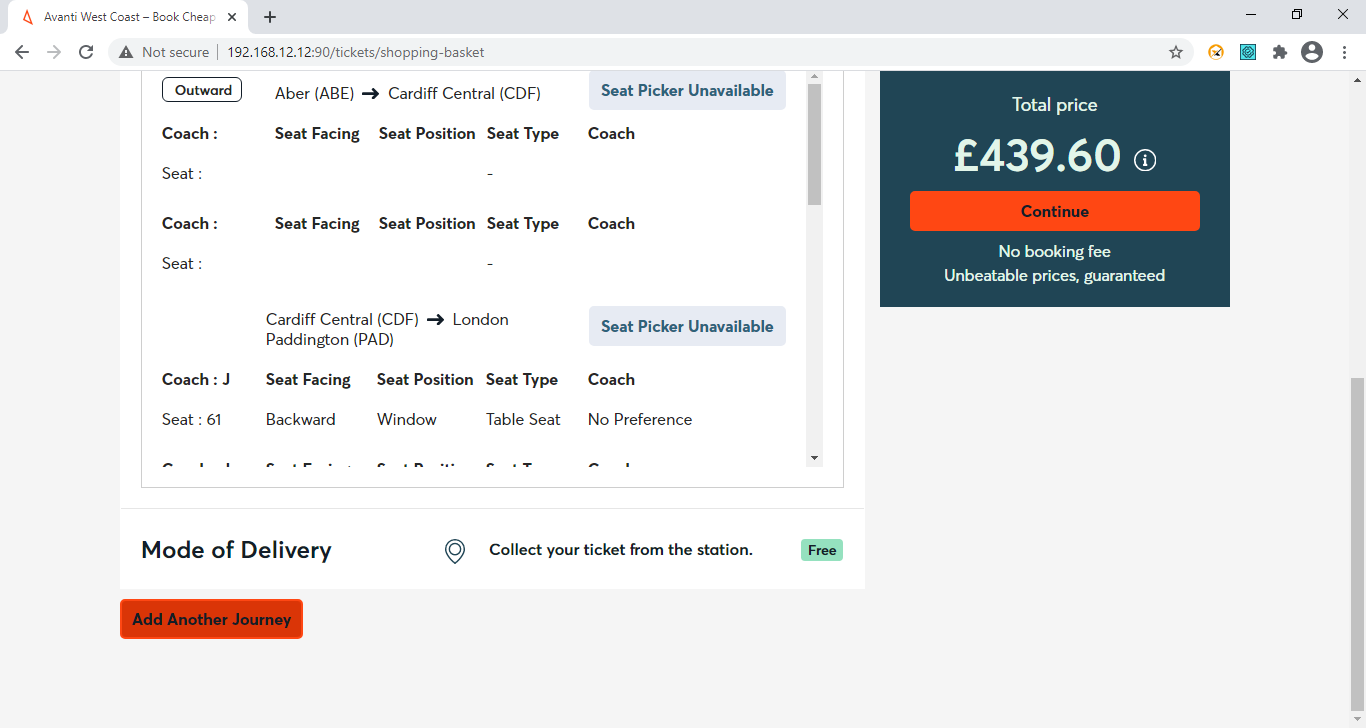 Avanti West Coast – Book Cheap
Not secure
192.168.12.12:90/tickets/shopping-basket
Outward
Aber (ABE) → Cardiff Central (CDF)
Seat Picker Unavailable
Coach : Seat Facing Seat Position Seat Type Coach
Seat : -
Coach : Seat Facing Seat Position Seat Type Coach
Seat : -
Cardiff Central (CDF) → London
Paddington (PAD)
Seat Picker Unavailable
Coach : J Seat Facing Seat Position Seat Type Coach
Seat : 61 Backward Window Table Seat No Preference
Mode of Delivery
Collect your ticket from the station.
Free
Add Another Journey
Total price
£439.60
Continue
No booking fee
Unbeatable prices, guaranteed